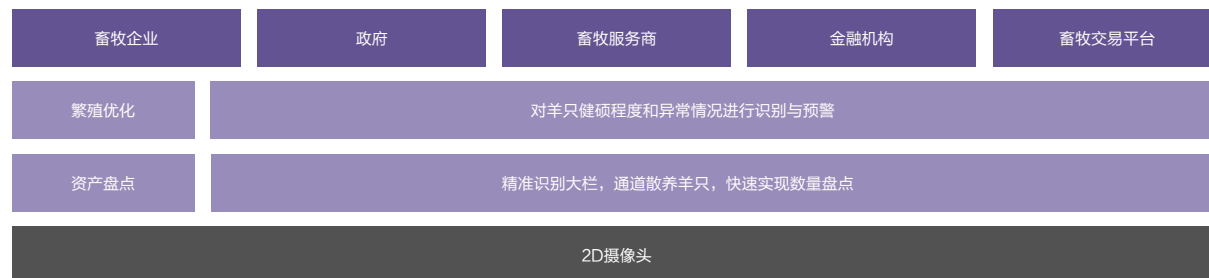 畜牧企业
政府
畜牧服务商
金融机构
畜牧交易平台
繁殖优化
对羊只健硕程度和异常情况进行识别与预警
资产盘点
精准识别大栏，通道散养羊只，快速实现数量盘点
2D摄像头